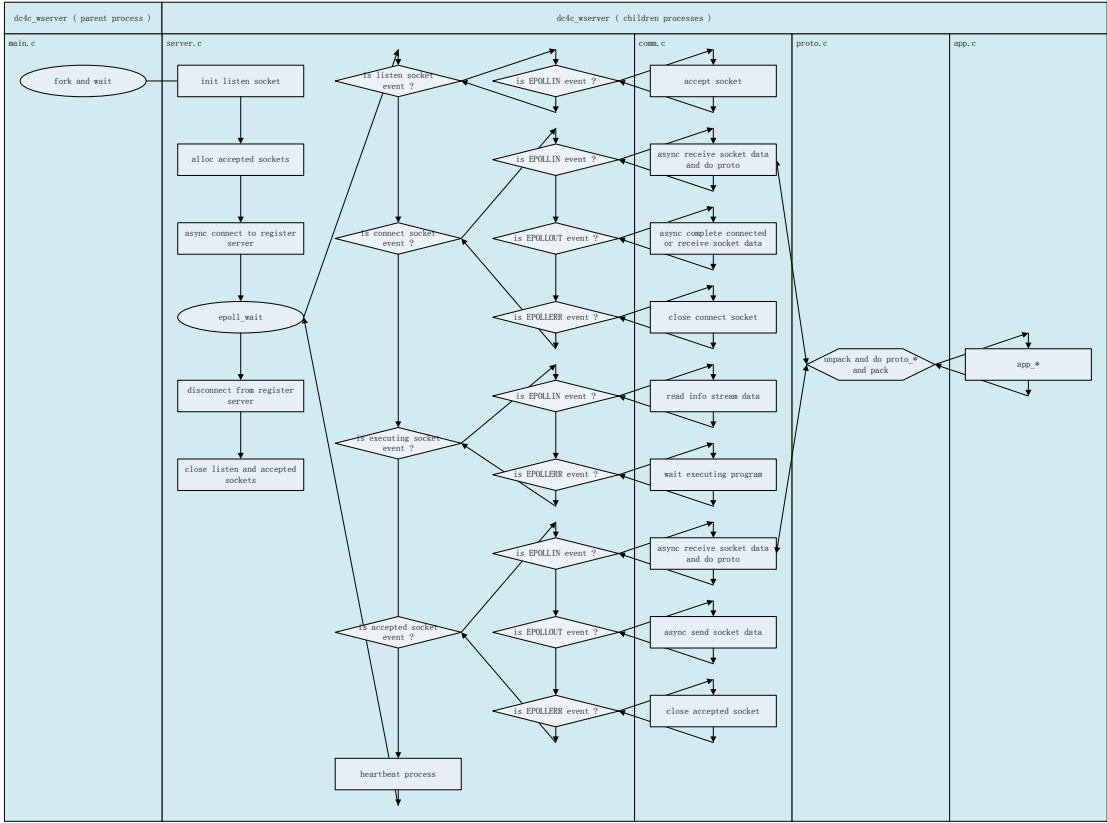 dc4c_wserver ( parent process )
dc4c_wserver ( children processes )
main.c
server.c
comm.c
proto.c
app.c
fork and wait
init listen socket
is listen socket
event ?
is EPOLLIN event ?
accept socket
alloc accepted sockets
is EPOLLIN event ?
async receive socket data
and do proto
async connect to register
server
is connect socket
event ?
is EPOLLOUT event ?
async complete connected
or receive socket data
epoll_wait
is EPOLLERR event ?
close connect socket
unpack and do proto_*
and pack
app_*
disconnect from register
server
is EPOLLIN event ?
read info stream data
is executing socket
event ?
close listen and accepted
sockets
is EPOLLERR event ?
wait executing program
is EPOLLIN event ?
async receive socket data
and do proto
is accepted socket
event ?
is EPOLLOUT event ?
async send socket data
is EPOLLERR event ?
close accepted socket
heartbeat process